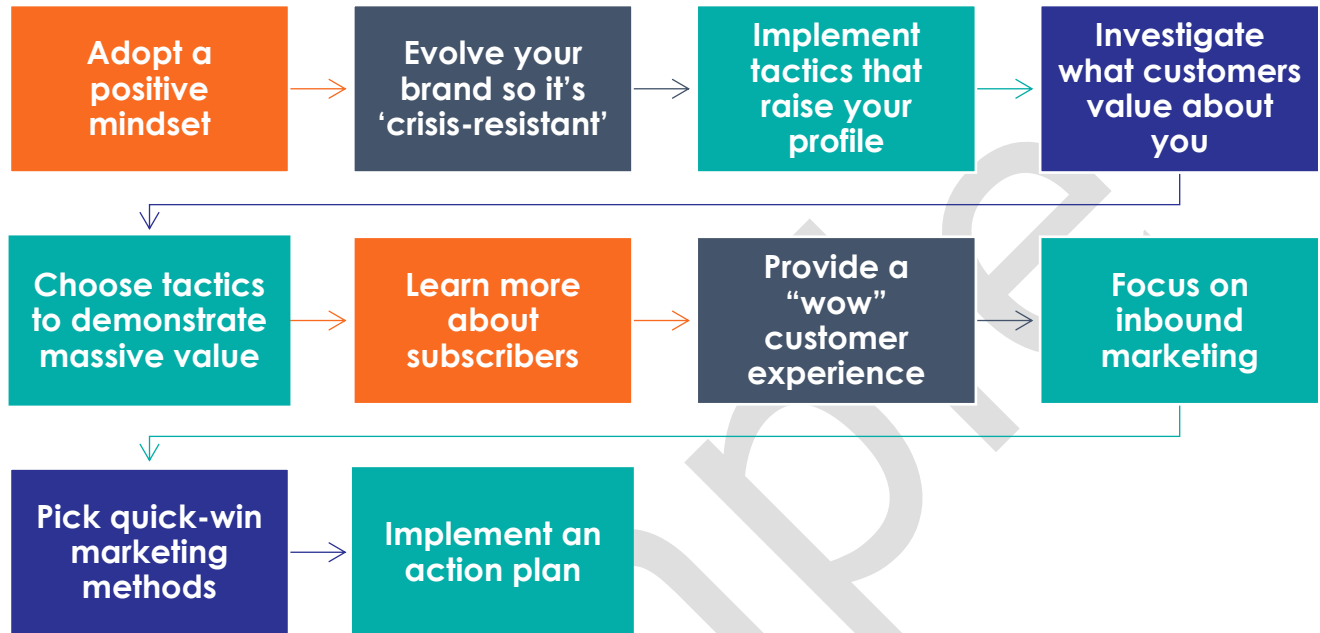 Adopt a
positive
mindset
Evolve your
brand so it's
‘crisis-resistant’
Implement
tactics that
raise your
profile
Investigate
what customers
value about
you
Choose tactics
to demonstrate
massive value
Learn more
about
subscribers
Provide a
“wow”
customer
experience
Focus on
inbound
marketing
Pick quick-win
marketing
methods
Implement an
action plan